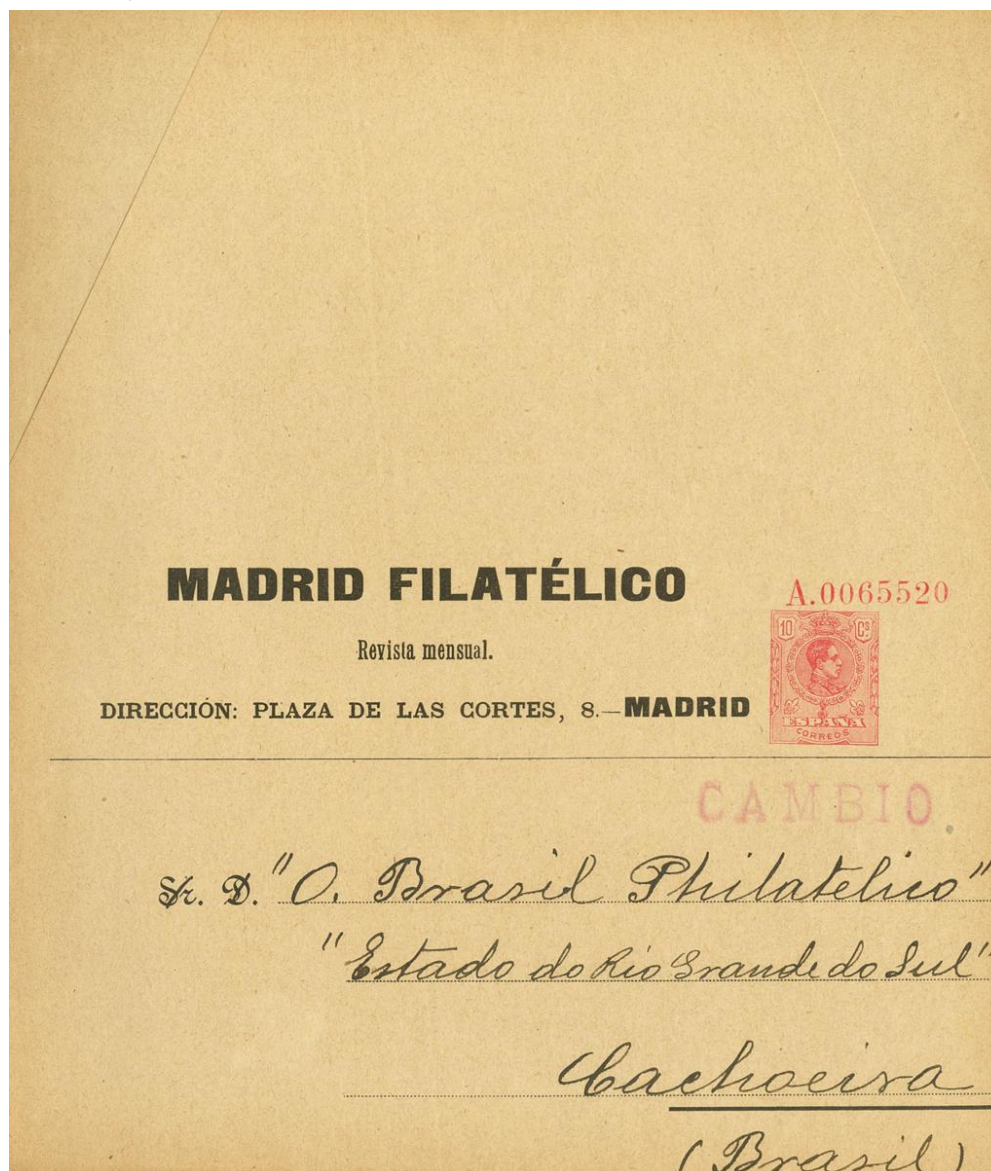 MADRID FILATÉLICO
A.0065520
Revista mensual.
10 Cs
DIRECCIÓN: PLAZA DE LAS CORTES, 8.—MADRID
ESPAÑA
CORREOS
CAMBIO
Sr. D. "O. Brasil Philatelico"
"Estado do Rio Grande do Sul"
Cachoeira
(Brasil)